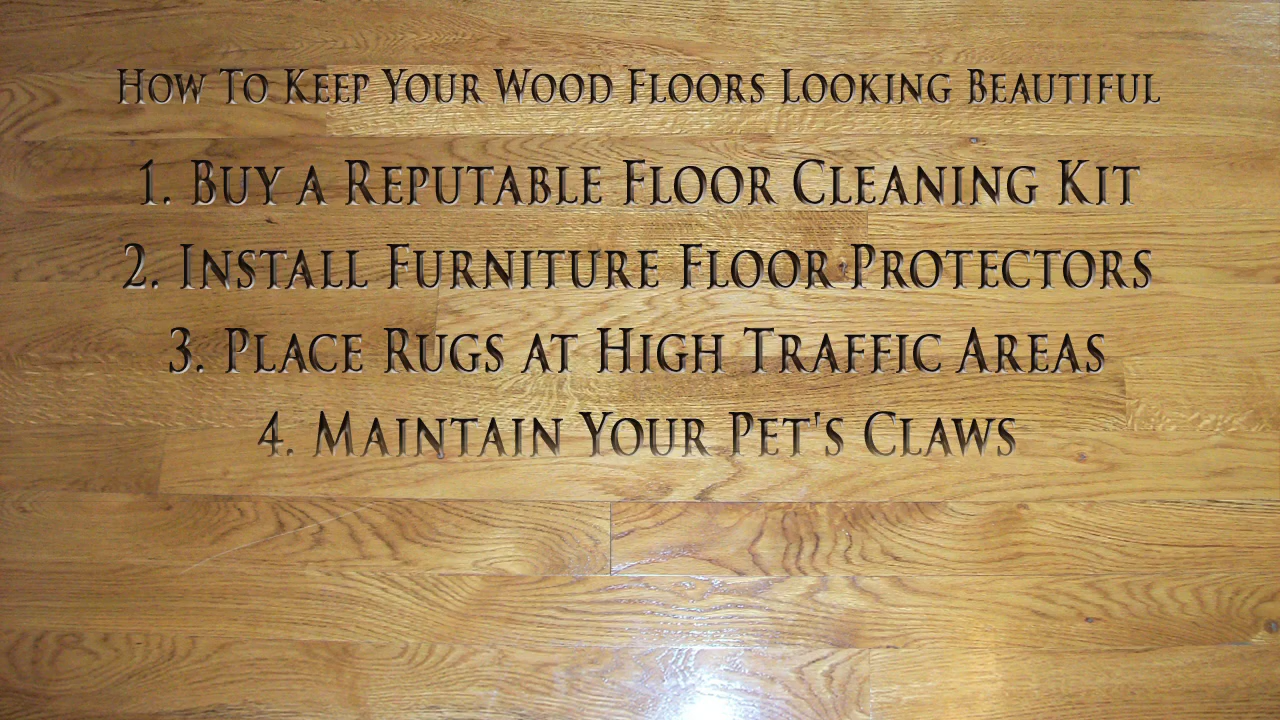 How To Keep Your Wood Floors Looking Beautiful
1. Buy a Reputable Floor Cleaning Kit
2. Install Furniture Floor Protectors
3. Place Rugs at High Traffic Areas
4. Maintain Your Pet's Claws